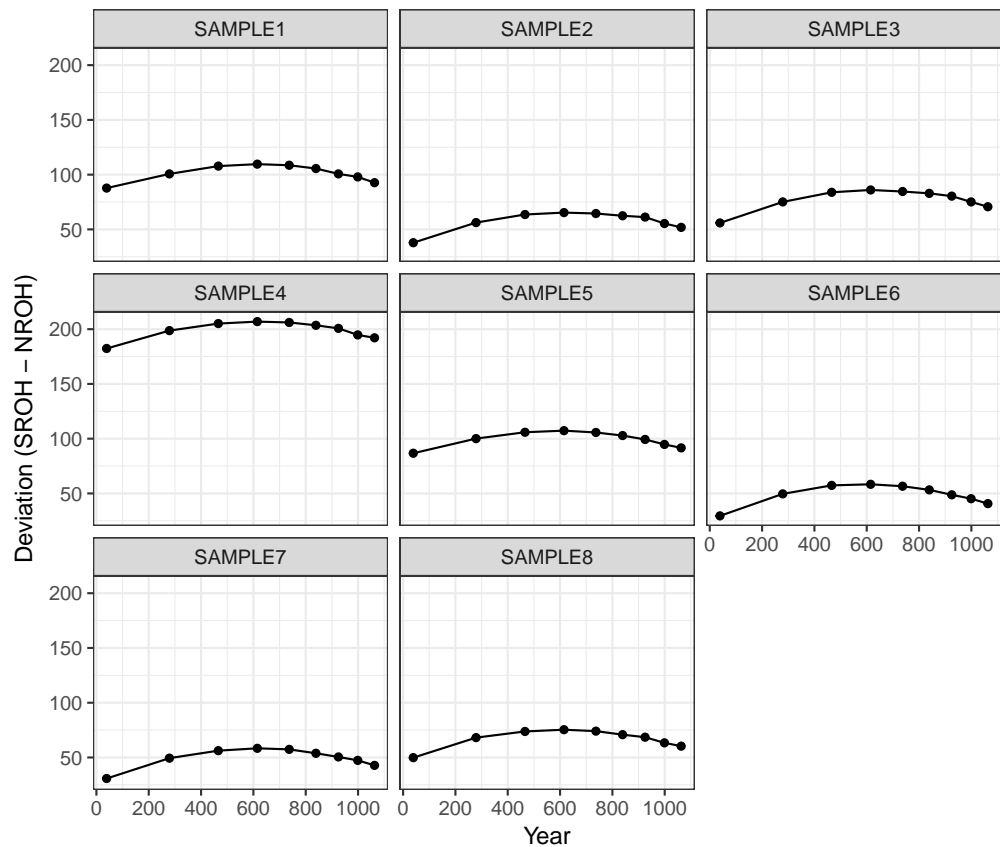 SAMPLE1 SAMPLE2 SAMPLE3
200
150
100
50
SAMPLE4 SAMPLE5 SAMPLE6
200
150
100
50
0 200 400 600 800 1000
SAMPLE7 SAMPLE8
200
150
100
50
0 200 400 600 800 1000 0 200 400 600 800 1000
Year
Deviation (SROH − NROH)